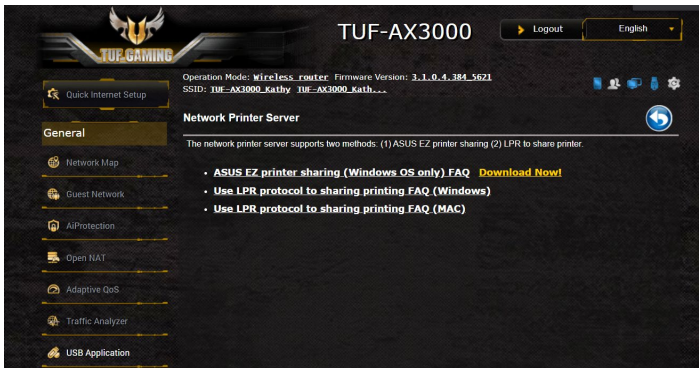 TUF GAMING
TUF-AX3000
Logout
English
Operation Mode: Wireless router Firmware Version: 3.1.0.4.384_5621
SSID: TUF-AX3000_Kathy TUF-AX3000_Kath...
Quick Internet Setup
Network Printer Server
General
The network printer server supports two methods: (1) ASUS EZ printer sharing (2) LPR to share printer.
Network Map
ASUS EZ printer sharing (Windows OS only) FAQ Download Now!
Use LPR protocol to sharing printing FAQ (Windows)
Guest Network
Use LPR protocol to sharing printing FAQ (MAC)
AiProtection
Open NAT
Adaptive QoS
Traffic Analyzer
USB Application